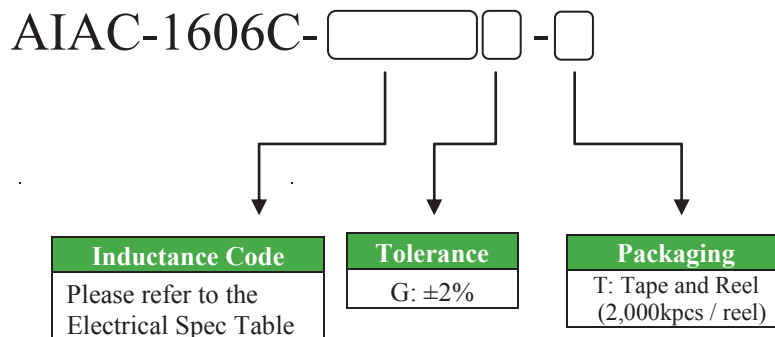 AIAC-1606C- -
Inductance Code
Please refer to the
Electrical Spec Table
Tolerance
G: ±2%
Packaging
T: Tape and Reel
(2,000kpcs / reel)